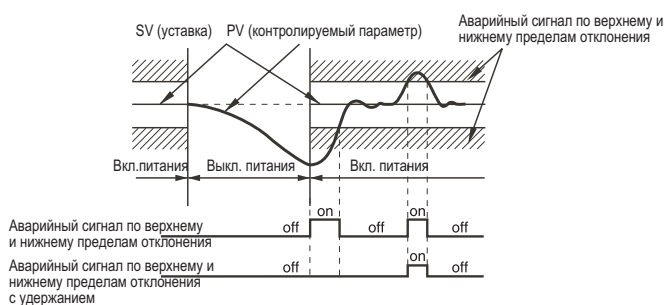 SV (уставка) PV (контролируемый параметр)
Аварийный сигнал по верхнему и
нижнему пределам отклонения
Вкл.питания Выкл. питания Вкл. питания
on on
Аварийный сигнал по верхнему
и нижнему пределам отклонения
off off off
on
Аварийный сигнал по верхнему и
нижнему пределам отклонения
с удержанием
off off